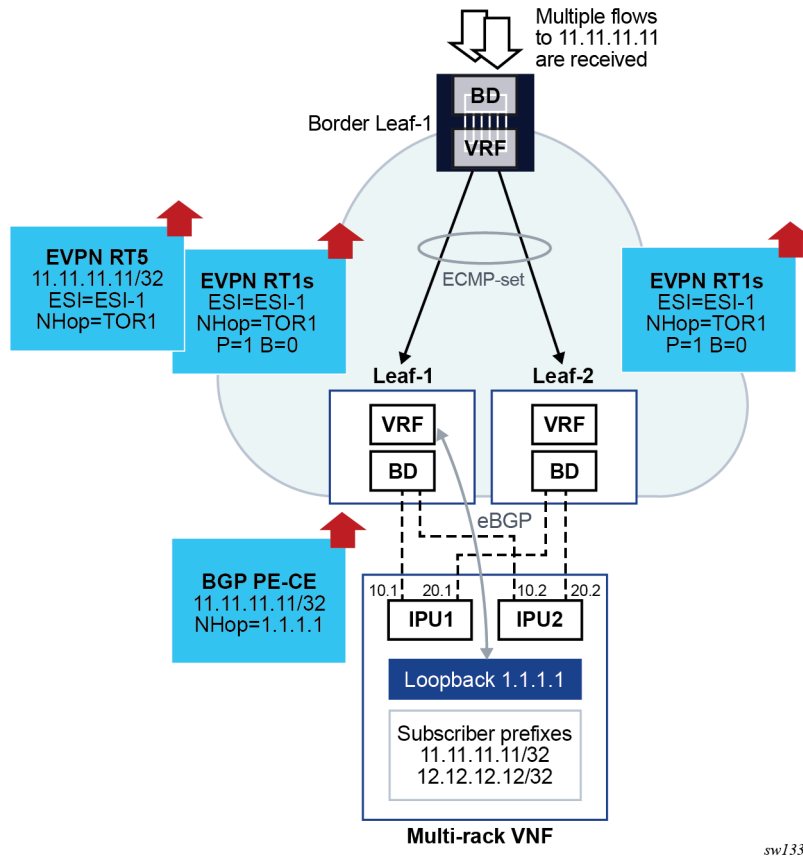 Multiple flows
to 11.11.11.11
are received
BD
Border Leaf-1
VRF
ECMP-set
EVPN RT5
11.11.11.11/32
ESI=ESI-1
NHop=TOR1
EVPN RT1s
ESI=ESI-1
NHop=TOR1
P=1 B=0
EVPN RT1s
ESI=ESI-1
NHop=TOR1
P=1 B=0
Leaf-1
VRF
BD
Leaf-2
VRF
BD
eBGP
BGP PE-CE
11.11.11.11/32
NHop=1.1.1.1
10.1 20.1 10.2 20.2
IPU1 IPU2
Loopback 1.1.1.1
Subscriber prefixes
11.11.11.11/32
12.12.12.12/32
Multi-rack VNF
sw133